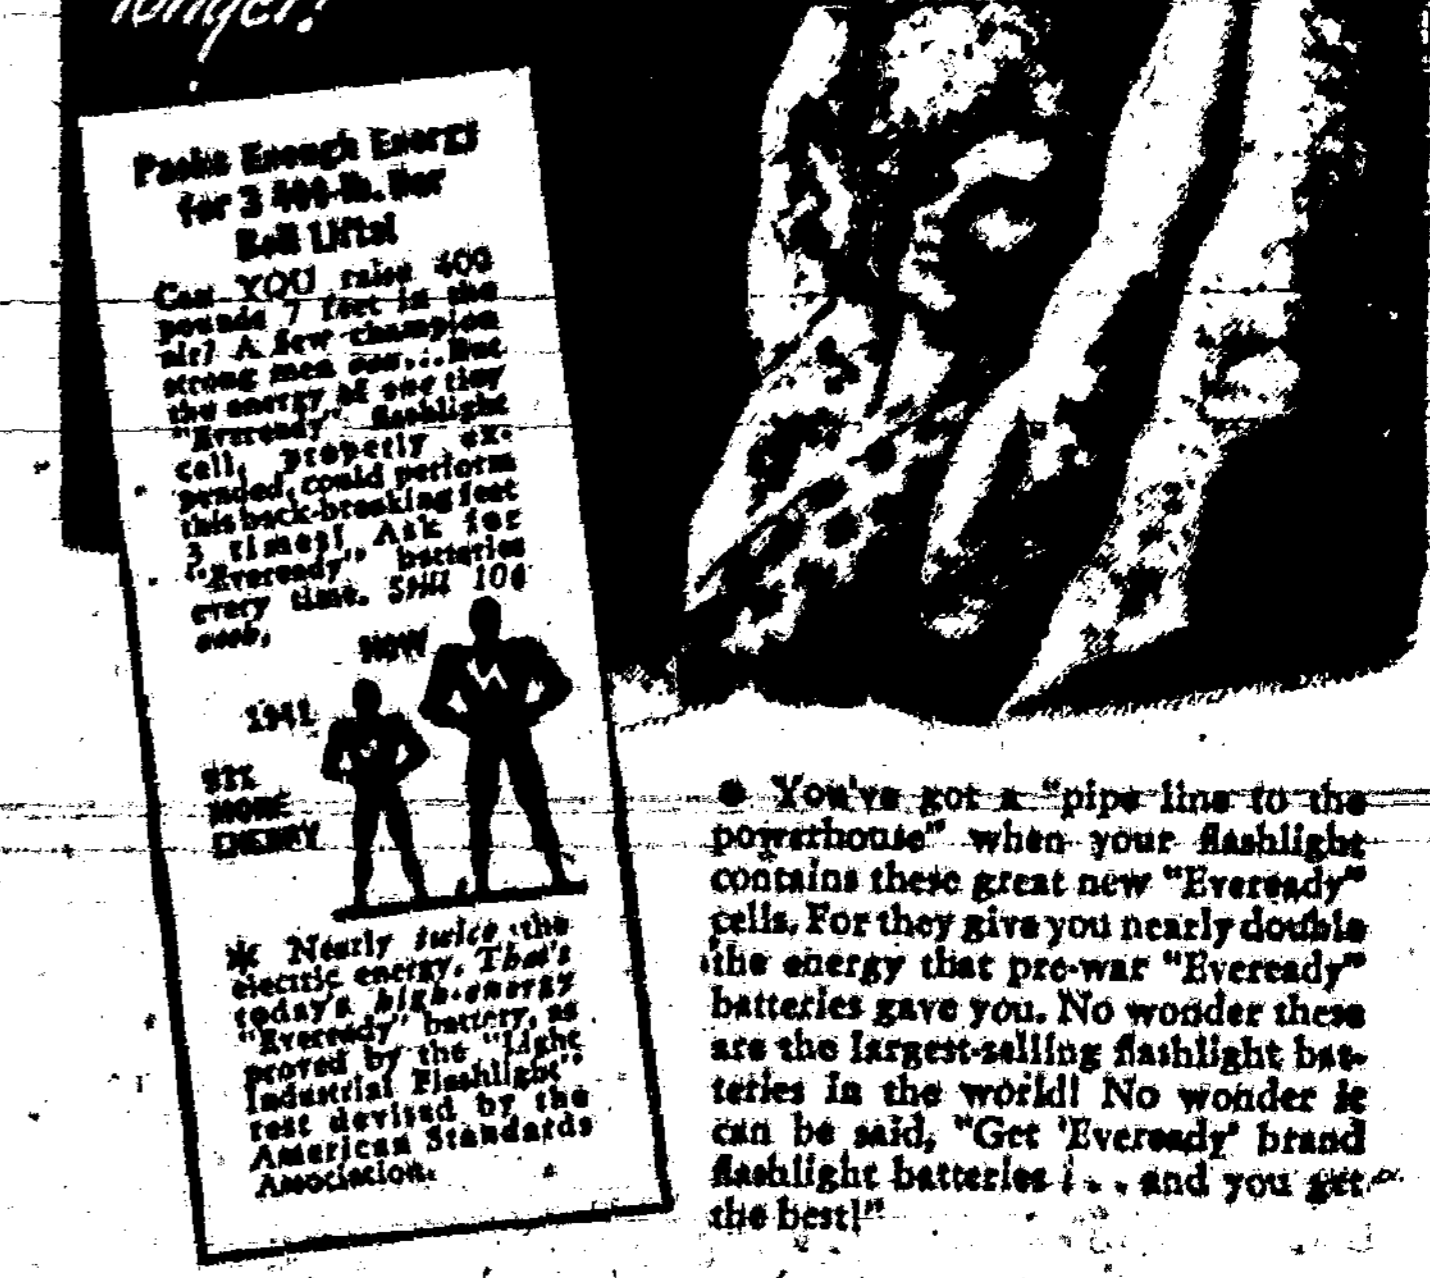 longer!
Packs Enough Energy
for 3 400-lb. Bar
Bell Lifts!
Can YOU raise 400
pounds 7 feet in the
air? A few champion
strong men can... But
the energy of one tiny
"Eveready" flashlight
cell, properly ex-
pended, could perform
this back-breaking feat
3 times! Ask for
"Eveready" batteries
every time. Still 10¢
each.
NOW
1941
MORE
ENERGY
* Nearly twice the
electric energy. That's
today's high-energy
"Eveready" battery, as
proved by the "Light
Industrial Flashlight"
test devised by the
American Standards
Association.
● You've got a "pipe line to the
powerhouse" when your flashlight
contains these great new "Eveready"
cells. For they give you nearly double
the energy that pre-war "Eveready"
batteries gave you. No wonder these
are the largest-selling flashlight bat-
teries in the world! No wonder it
can be said, "Get 'Eveready' brand
flashlight batteries . . . and you get
the best!"